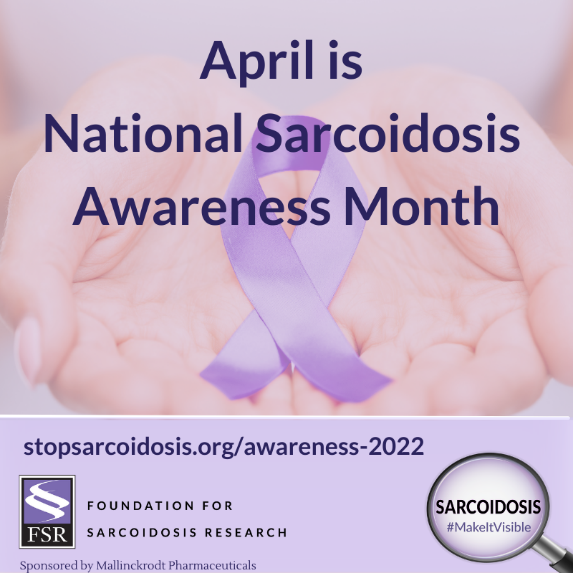 April is
National Sarcoidosis
Awareness Month
stopsarcoidosis.org/awareness-2022
FSR
FOUNDATION FOR
SARCOIDOSIS RESEARCH
SARCOIDOSIS
#MakeItVisible
Sponsored by Mallinckrodt Pharmaceuticals